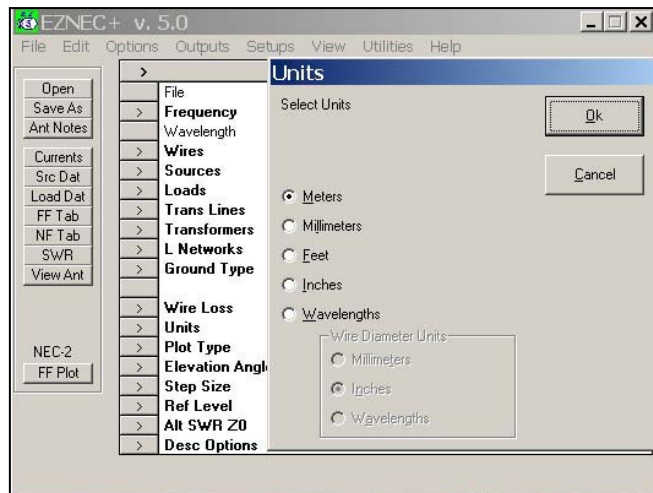 EZNEC+ v. 5.0
File Edit Options Outputs Setups View Utilities Help
Open
Save As
Ant Notes
Currents
Src Dat
Load Dat
FF Tab
NF Tab
SWR
View Ant
NEC-2
FF Plot
>
File
> Frequency
Wavelength
> Wires
> Sources
> Loads
> Trans Lines
> Transformers
> L Networks
> Ground Type
> Wire Loss
> Units
> Plot Type
> Elevation Angl
> Step Size
> Ref Level
> Alt SWR Z0
> Desc Options
Units
Select Units
Ok
Cancel
Meters
Millimeters
Feet
Inches
Wavelengths
Wire Diameter Units
Millimeters
Inches
Wavelengths